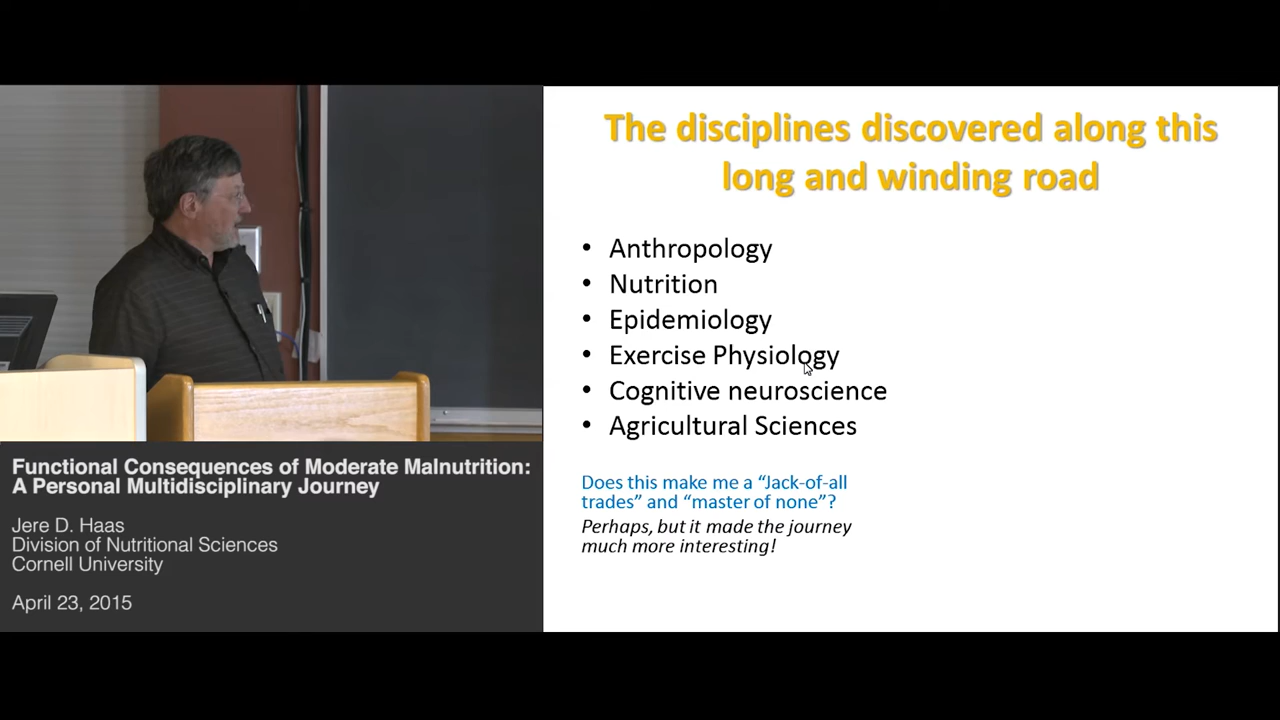 The disciplines discovered along this
long and winding road
• Anthropology
• Nutrition
• Epidemiology
• Exercise Physiology
• Cognitive neuroscience
• Agricultural Sciences
Does this make me a “Jack-of-all
trades” and “master of none”?
Perhaps, but it made the journey
much more interesting!
Functional Consequences of Moderate Malnutrition:
A Personal Multidisciplinary Journey
Jere D. Haas
Division of Nutritional Sciences
Cornell University
April 23, 2015